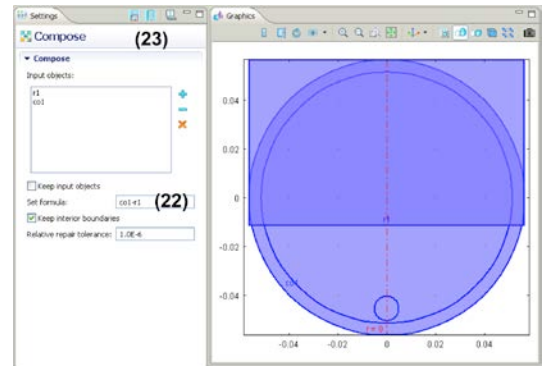 Settings
Compose
(23)
Compose
Input objects:
r1
co1
Keep input objects
Set formula:
co1-r1
(22)
Keep interior boundaries
Relative repair tolerance:
1.0E-6
Graphics
0.04
0.02
0
-0.02
-0.04
r1
co1
r=0
-0.04
-0.02
0
0.02
0.04